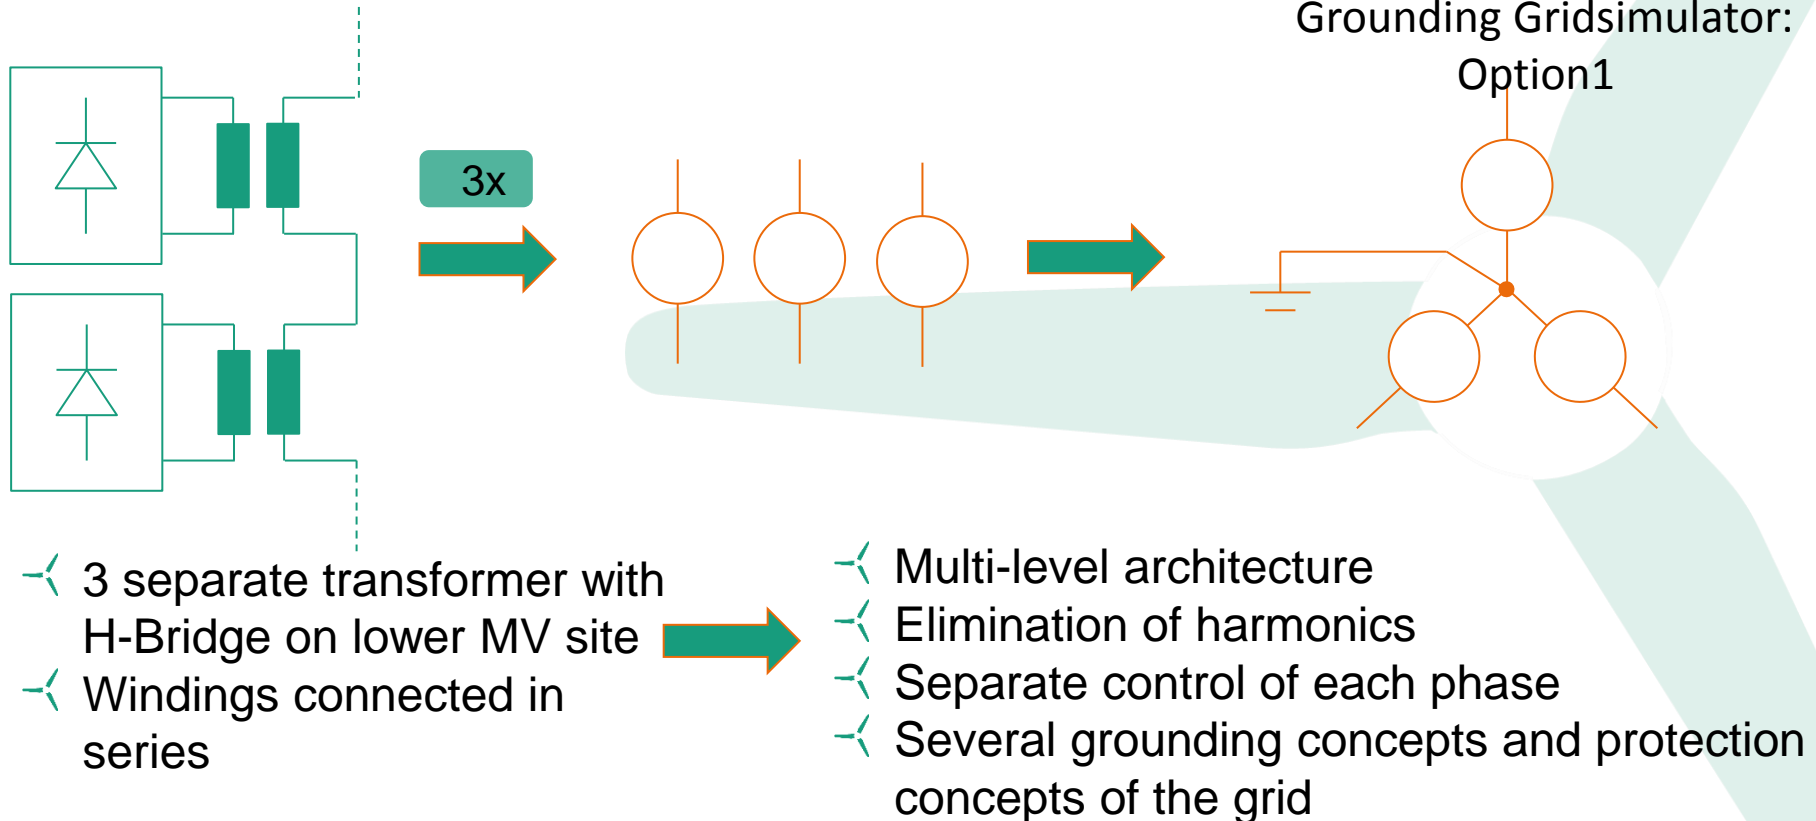 Grounding Gridsimulator:
Option1
3x
3 separate transformer with
H-Bridge on lower MV site
Windings connected in
series
Multi-level architecture
Elimination of harmonics
Separate control of each phase
Several grounding concepts and protection
concepts of the grid